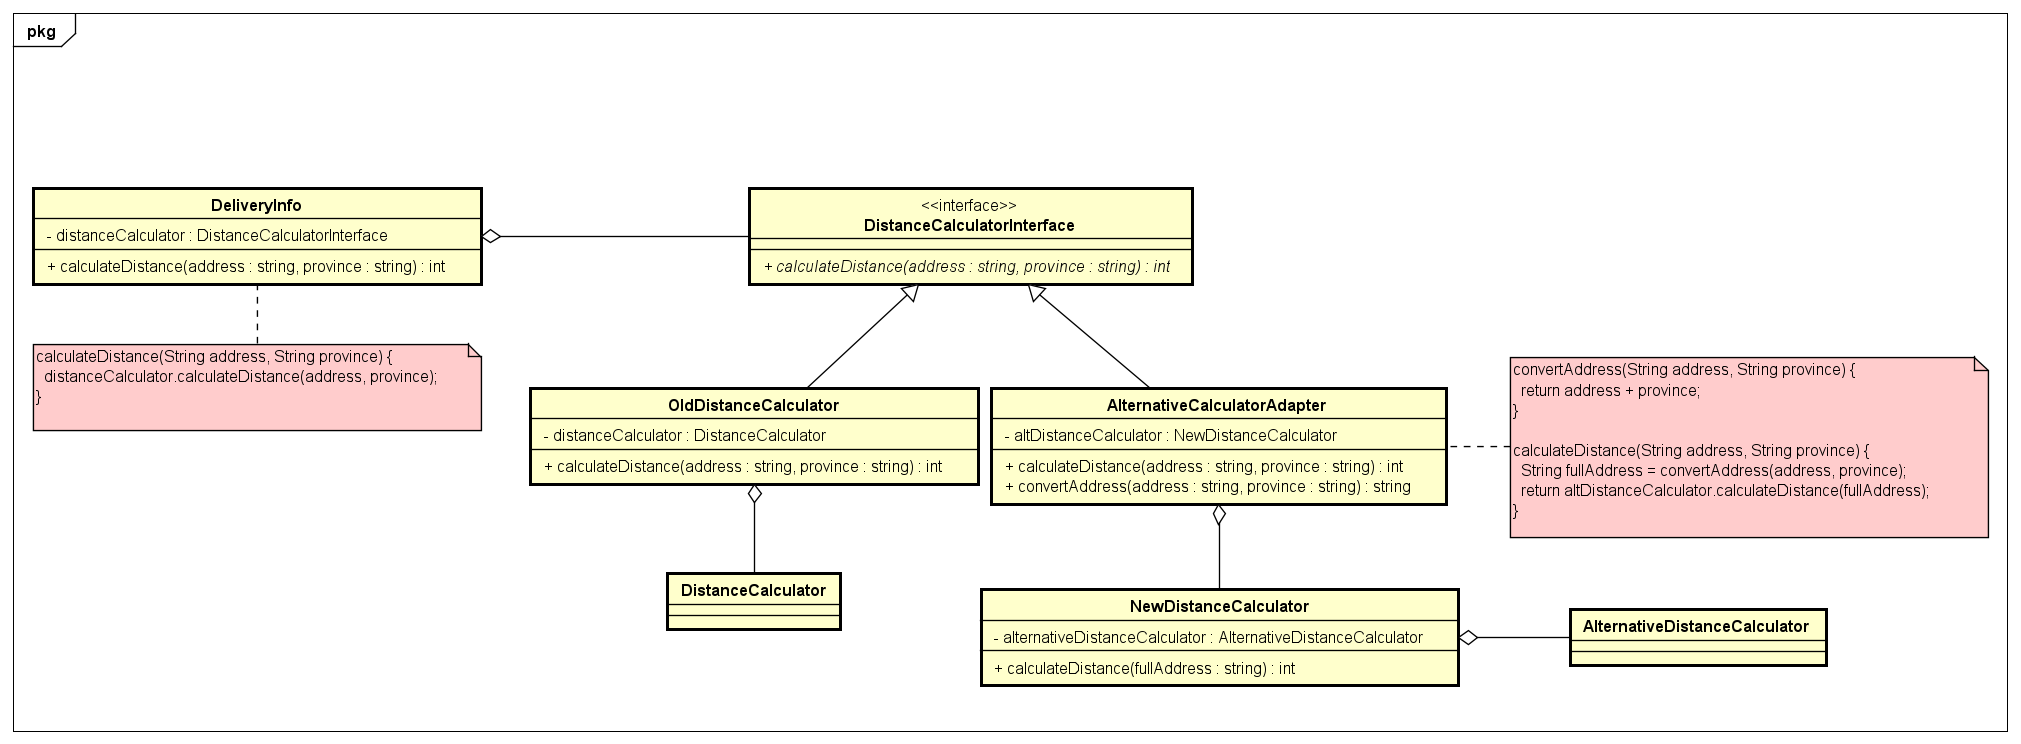 pkg
DeliveryInfo
- distanceCalculator : DistanceCalculatorInterface
+ calculateDistance(address : string, province : string) : int
<<interface>>
DistanceCalculatorInterface
+ calculateDistance(address : string, province : string) : int
calculateDistance(String address, String province) {
distanceCalculator.calculateDistance(address, province);
}
OldDistanceCalculator
- distanceCalculator : DistanceCalculator
+ calculateDistance(address : string, province : string) : int
AlternativeCalculatorAdapter
- altDistanceCalculator : NewDistanceCalculator
+ calculateDistance(address : string, province : string) : int
+ convertAddress(address : string, province : string) : string
convertAddress(String address, String province) {
return address + province;
}
calculateDistance(String address, String province) {
String fullAddress = convertAddress(address, province);
return altDistanceCalculator.calculateDistance(fullAddress);
}
DistanceCalculator
NewDistanceCalculator
- alternativeDistanceCalculator : AlternativeDistanceCalculator
+ calculateDistance(fullAddress : string) : int
AlternativeDistanceCalculator